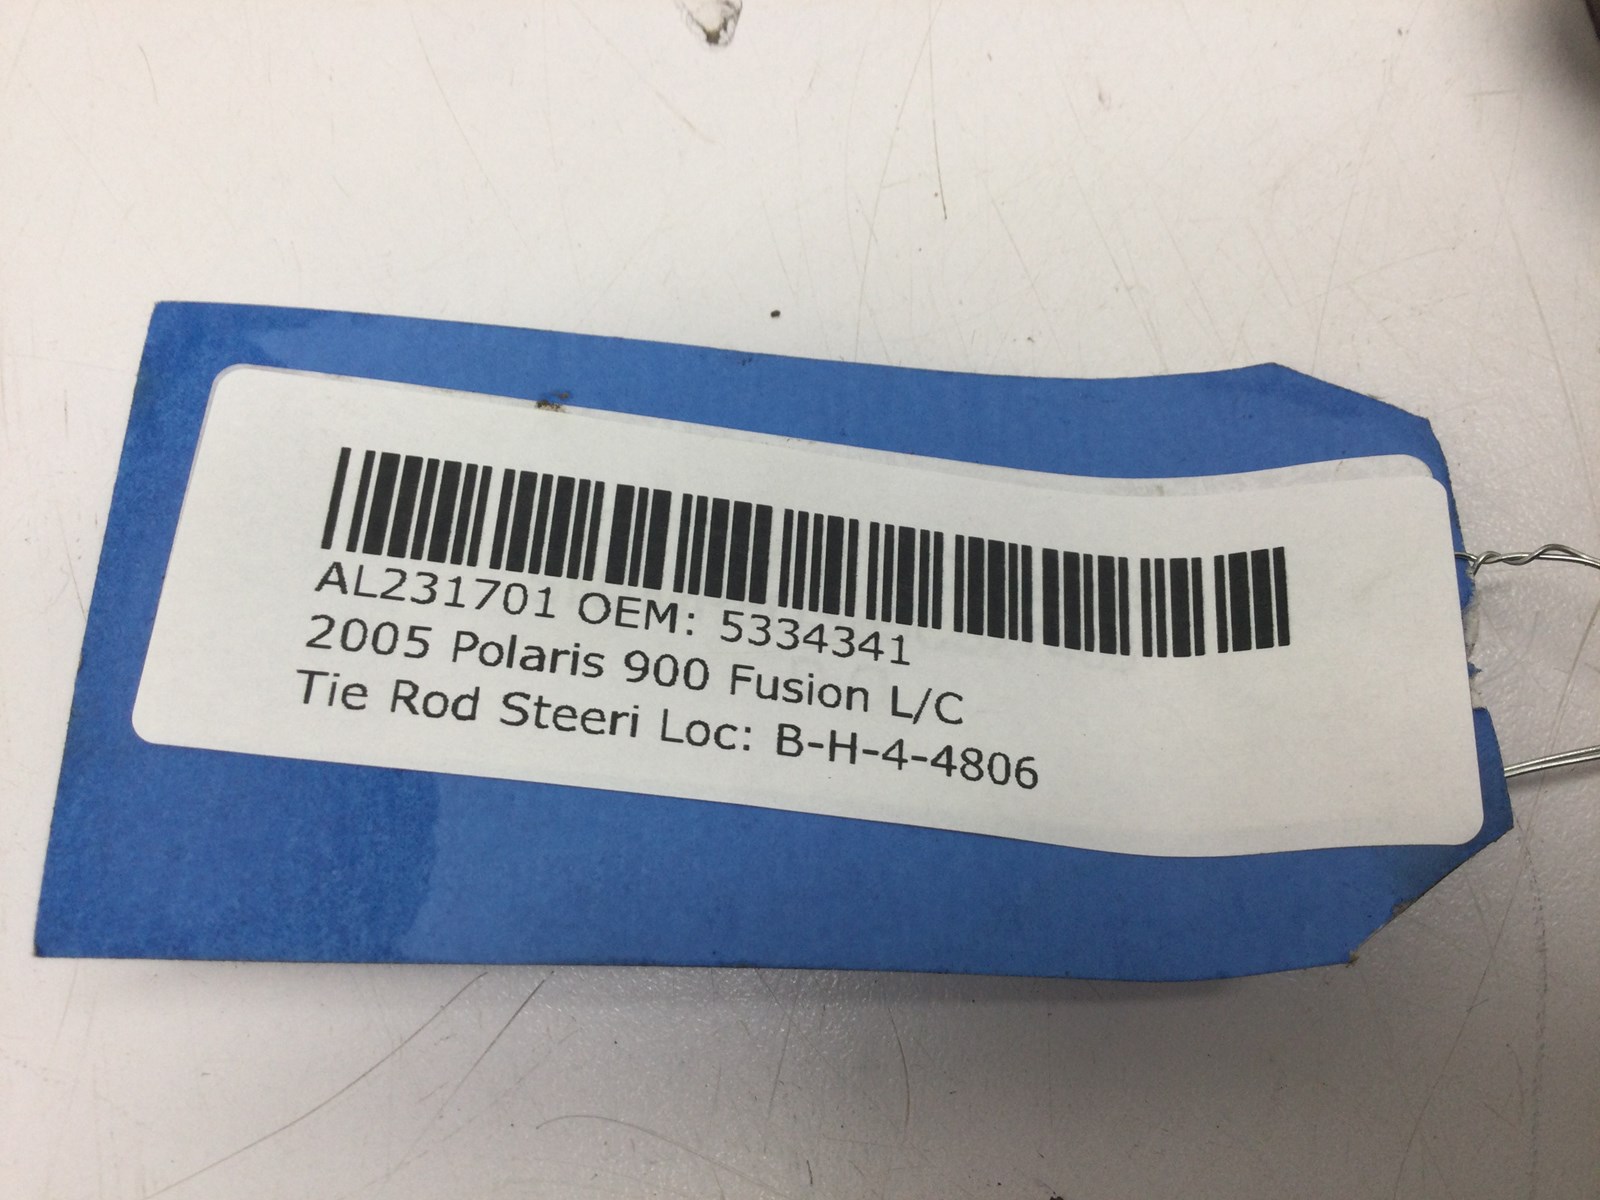 AL231701 OEM: 5334341
2005 Polaris 900 Fusion L/C
Tie Rod Steeri Loc: B-H-4-4806